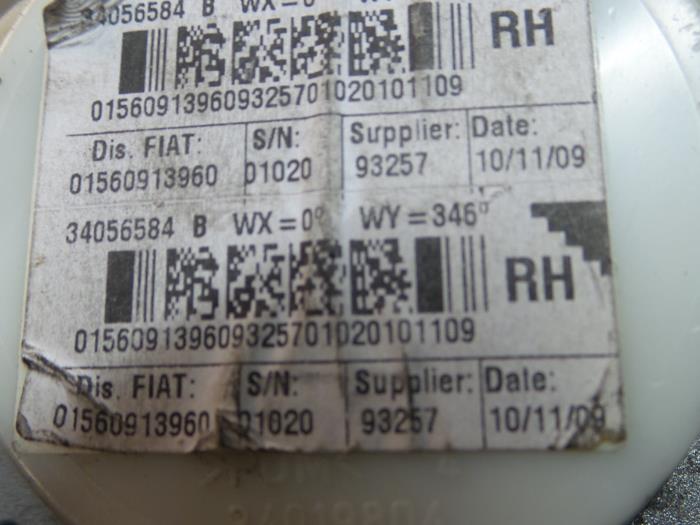 34056584 B WX=0°
RH
015609139609325701020101109
Dis. FIAT: S/N: Supplier: Date:
01560913960 01020 93257 10/11/09
34056584 B WX=0° WY=346°
RH
015609139609325701020101109
Dis. FIAT: S/N: Supplier: Date:
01560913960 01020 93257 10/11/09